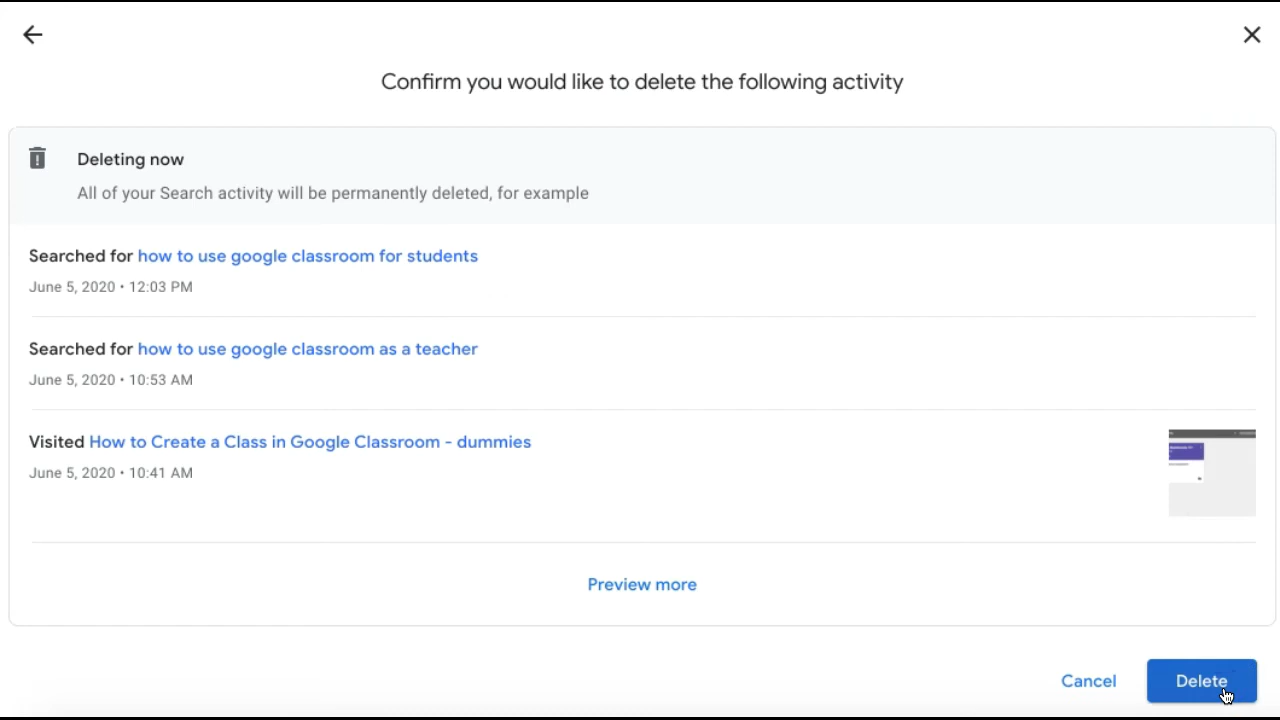 Confirm you would like to delete the following activity
Deleting now
All of your Search activity will be permanently deleted, for example
Searched for how to use google classroom for students
June 5, 2020 • 12:03 PM
Searched for how to use google classroom as a teacher
June 5, 2020 • 10:53 AM
Visited How to Create a Class in Google Classroom - dummies
June 5, 2020 • 10:41 AM
Preview more
Cancel
Delete